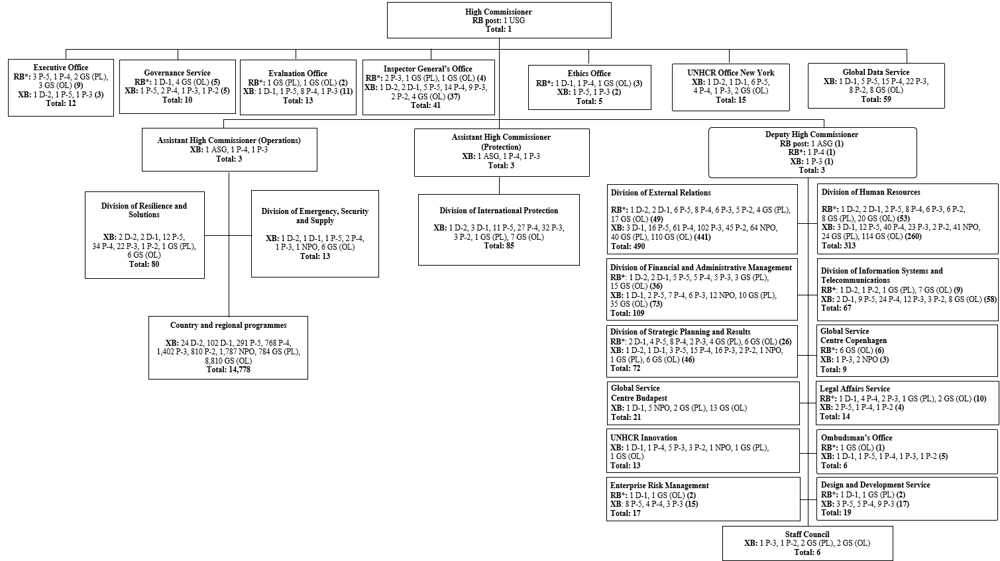 High Commissioner
RB post: 1 USG
Total: 1
Executive Office
RB*: 3 P-5, 1 P-4, 2 GS (PL),
3 GS (OL) (9)
XB: 1 D-2, 1 P-5, 1 P-3 (3)
Total: 12
Governance Service
RB*: 1 D-1, 4 GS (OL) (5)
XB: 1 P-5, 2 P-4, 1 P-3, 1 P-2 (5)
Total: 10
Evaluation Office
RB*: 1 GS (PL), 1 GS (OL) (2)
XB: 1 D-1, 1 P-5, 8 P-4, 1 P-3 (11)
Total: 13
Inspector General’s Office
RB*: 2 P-3, 1 GS (PL), 1 GS (OL) (4)
XB: 1 D-2, 2 D-1, 5 P-5, 14 P-4, 9 P-3,
2 P-2, 4 GS (OL) (37)
Total: 41
Ethics Office
RB*: 1 D-1, 1 P-4, 1 GS (OL) (3)
XB: 1 P-5, 1 P-3 (2)
Total: 5
UNHCR Office New York
XB: 1 D-2, 1 D-1, 6 P-5,
4 P-4, 1 P-3, 2 GS (OL)
Total: 15
Global Data Service
XB: 1 D-1, 5 P-5, 15 P-4, 22 P-3,
8 P-2, 8 GS (OL)
Total: 59
Assistant High Commissioner (Operations)
XB: 1 ASG, 1 P-4, 1 P-3
Total: 3
Assistant High Commissioner
(Protection)
XB: 1 ASG, 1 P-4, 1 P-3
Total: 3
Deputy High Commissioner
RB post: 1 ASG (1)
RB*: 1 P-4 (1)
XB: 1 P-3 (1)
Total: 3
Division of Resilience and
Solutions
XB: 2 D-2, 2 D-1, 12 P-5,
34 P-4, 22 P-3, 1 P-2, 1 GS (PL),
6 GS (OL)
Total: 80
Division of Emergency, Security
and Supply
XB: 1 D-2, 1 D-1, 1 P-5, 2 P-4,
1 P-3, 1 NPO, 6 GS (OL)
Total: 13
Country and regional programmes
XB: 24 D-2, 102 D-1, 291 P-5, 768 P-4,
1,402 P-3, 810 P-2, 1,787 NPO, 784 GS (PL),
8,810 GS (OL)
Total: 14,778
Division of International Protection
XB: 1 D-2, 3 D-1, 11 P-5, 27 P-4, 32 P-3,
3 P-2, 1 GS (PL), 7 GS (OL)
Total: 85
Division of External Relations
RB*: 1 D-2, 2 D-1, 6 P-5, 8 P-4, 6 P-3, 5 P-2, 4 GS (PL),
17 GS (OL) (49)
XB: 3 D-1, 16 P-5, 61 P-4, 102 P-3, 45 P-2, 64 NPO,
40 GS (PL), 110 GS (OL) (441)
Total: 490
Division of Human Resources
RB*: 1 D-2, 2 D-1, 2 P-5, 8 P-4, 6 P-3, 6 P-2,
8 GS (PL), 20 GS (OL) (53)
XB: 3 D-1, 12 P-5, 40 P-4, 23 P-3, 2 P-2, 41 NPO,
24 GS (PL), 114 GS (OL) (260)
Total: 313
Division of Financial and Administrative Management
RB*: 1 D-2, 2 D-1, 5 P-5, 5 P-4, 5 P-3, 3 GS (PL),
15 GS (OL) (36)
XB: 1 D-1, 2 P-5, 7 P-4, 6 P-3, 12 NPO, 10 GS (PL),
35 GS (OL) (73)
Total: 109
Division of Information Systems and
Telecommunications
RB*: 1 D-2, 1 P-2, 1 GS (PL), 7 GS (OL) (9)
XB: 2 D-1, 9 P-5, 24 P-4, 12 P-3, 3 P-2, 8 GS (OL) (58)
Total: 67
Division of Strategic Planning and Results
RB*: 2 D-1, 4 P-5, 8 P-4, 2 P-3, 4 GS (PL), 6 GS (OL) (26)
XB: 1 D-2, 1 D-1, 3 P-5, 15 P-4, 16 P-3, 2 P-2, 1 NPO,
1 GS (PL), 6 GS (OL) (46)
Total: 72
Global Service
Centre Copenhagen
RB*: 6 GS (OL) (6)
XB: 1 P-3, 2 NPO (3)
Total: 9
Global Service
Centre Budapest
XB: 1 D-1, 5 NPO, 2 GS (PL), 13 GS (OL)
Total: 21
Legal Affairs Service
RB*: 1 D-1, 4 P-4, 2 P-3, 1 GS (PL), 2 GS (OL) (10)
XB: 2 P-5, 1 P-4, 1 P-2 (4)
Total: 14
UNHCR Innovation
XB: 1 D-1, 1 P-4, 5 P-3, 3 P-2, 1 NPO, 1 GS (PL),
1 GS (OL)
Total: 13
Ombudsman’s Office
RB*: 1 GS (OL) (1)
XB: 1 D-1, 1 P-5, 1 P-4, 1 P-3, 1 P-2 (5)
Total: 6
Enterprise Risk Management
RB*: 1 D-1, 1 GS (OL) (2)
XB: 8 P-5, 4 P-4, 3 P-3 (15)
Total: 17
Design and Development Service
RB*: 1 D-1, 1 GS (PL) (2)
XB: 3 P-5, 5 P-4, 9 P-3 (17)
Total: 19
Staff Council
XB: 1 P-3, 1 P-2, 2 GS (PL), 2 GS (OL)
Total: 6